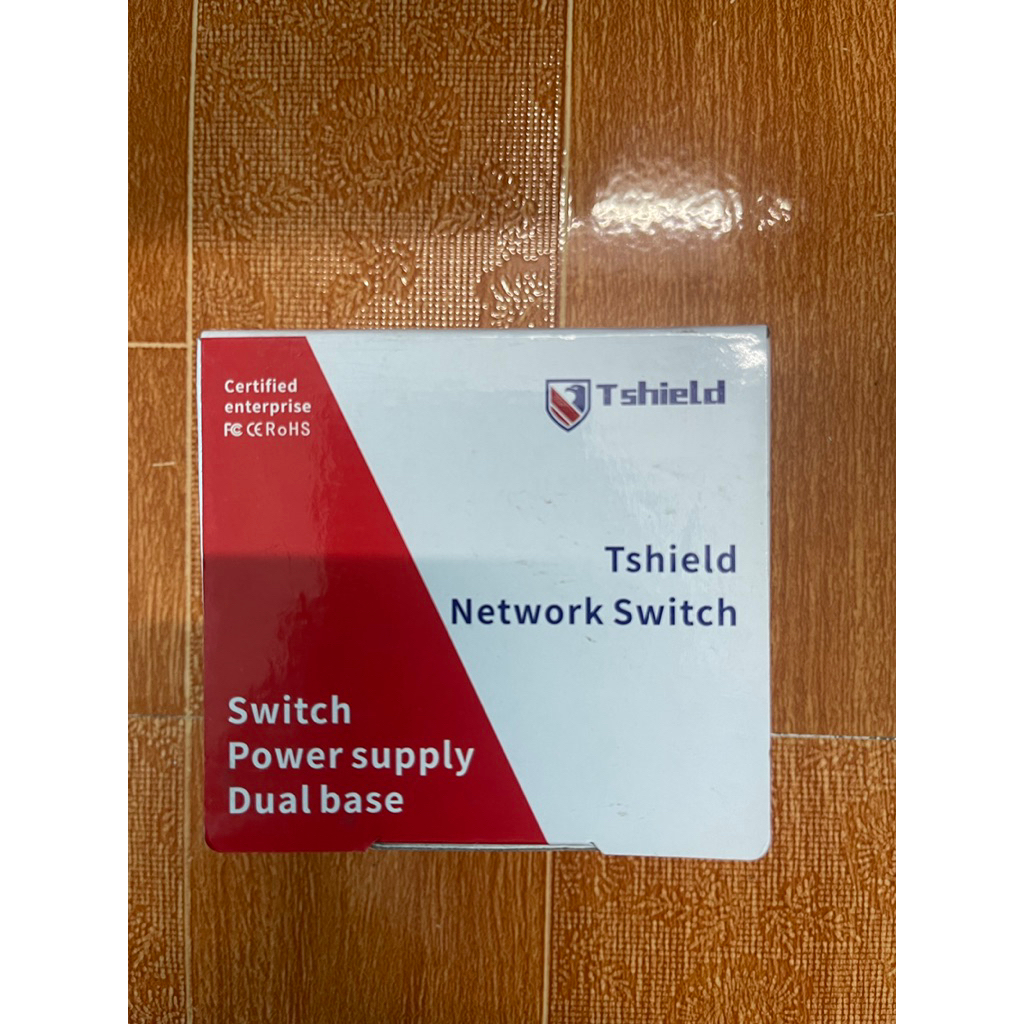 Certified
enterprise
FC CE RoHS
Tshield
Tshield
Network Switch
Switch
Power supply
Dual base